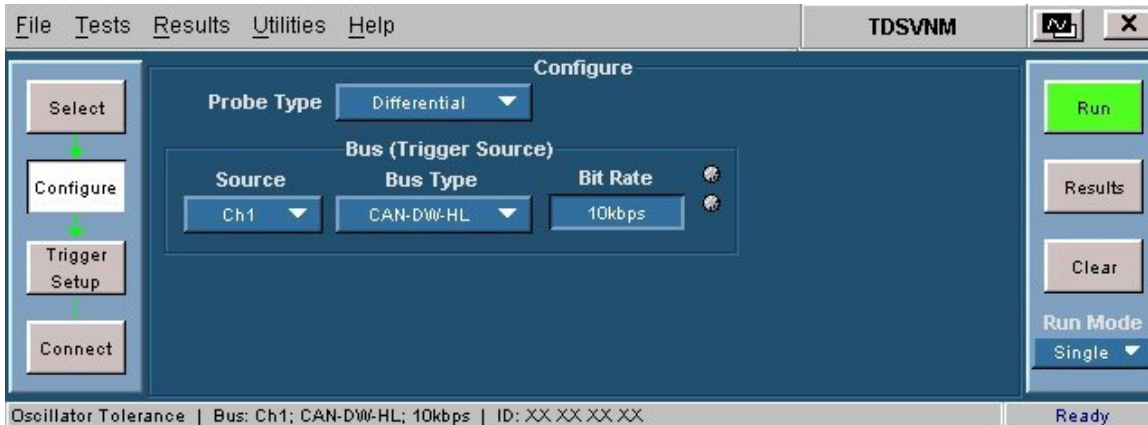 File Tests Results Utilities Help TDSVNM
Configure
Select
Probe Type Differential
Run
Bus (Trigger Source)
Configure
Source Bus Type Bit Rate
Results
Ch1 CAN-DW-HL 10kbps
Trigger
Setup
Clear
Run Mode
Connect
Single
Oscillator Tolerance | Bus: Ch1; CAN-DW-HL; 10kbps | ID: XX XX XX XX Ready